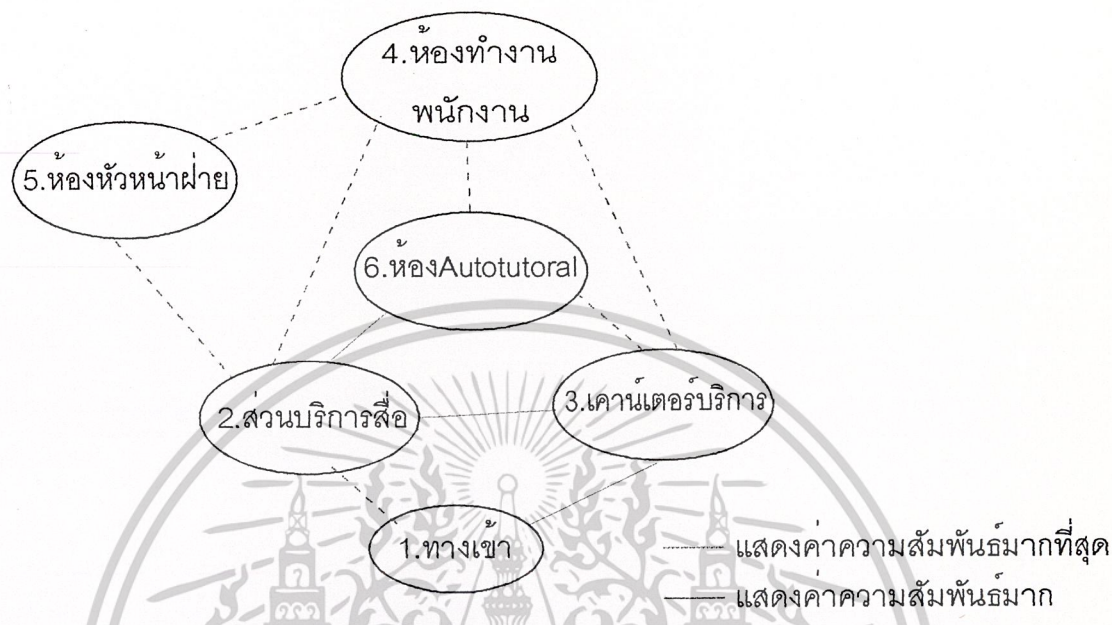 4.ห้องทำงาน
พนักงาน
5.ห้องหัวหน้าฝ่าย
6.ห้องAutotutoral
2.ส่วนบริการสื่อ
3.เคาน์เตอร์บริการ
1.ทางเข้า
แสดงค่าความสัมพันธ์มากที่สุด
แสดงค่าความสัมพันธ์มาก